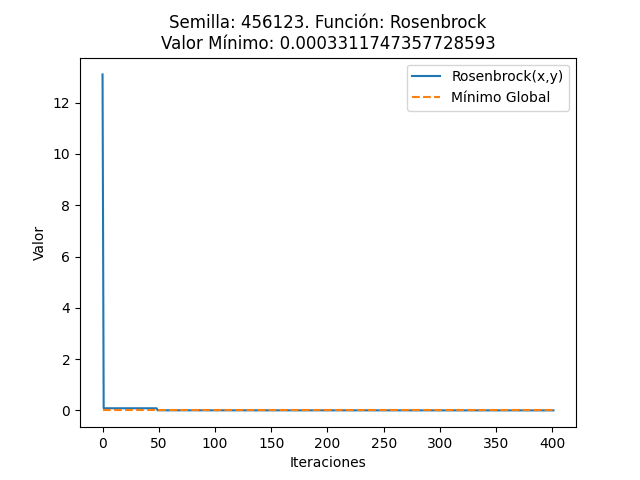 Semilla: 456123. Función: Rosenbrock
Valor Mínimo: 0.0003311747357728593
Rosenbrock(x,y)
Mínimo Global
12
10
8
6
4
2
0
Valor
0 50 100 150 200 250 300 350 400
Iteraciones